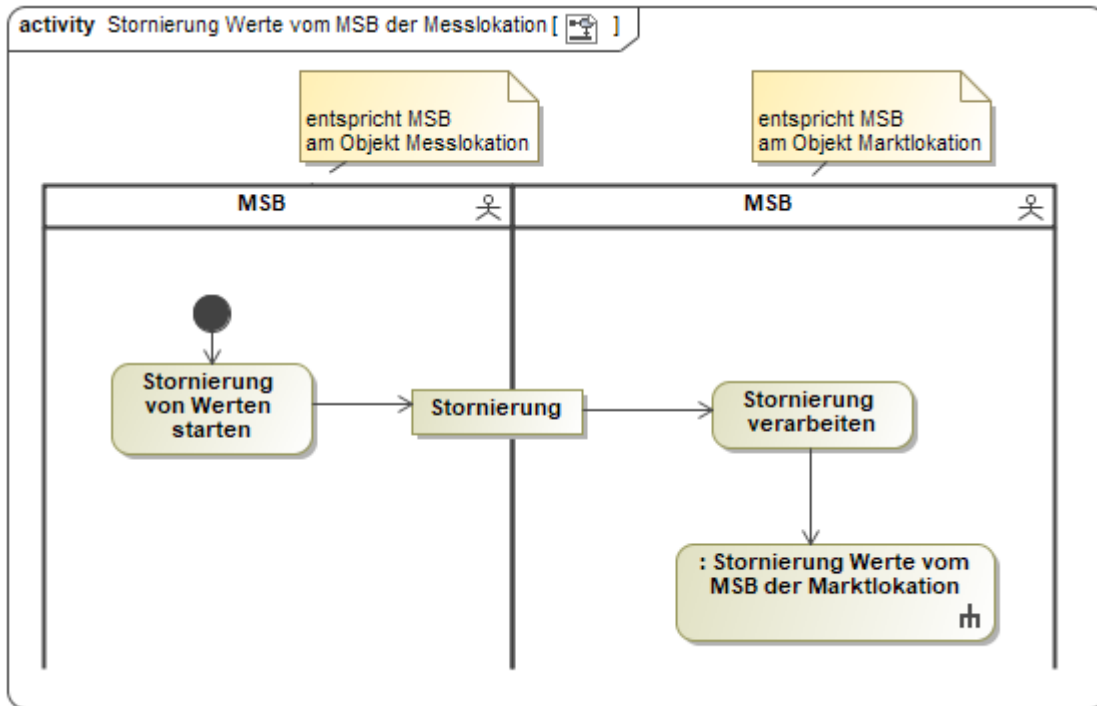 activity Stornierung Werte vom MSB der Messlokation [ ]
entspricht MSB
am Objekt Messlokation
entspricht MSB
am Objekt Marktlokation
MSB
MSB
Stornierung
von Werten
starten
Stornierung
Stornierung
verarbeiten
: Stornierung Werte vom
MSB der Marktlokation